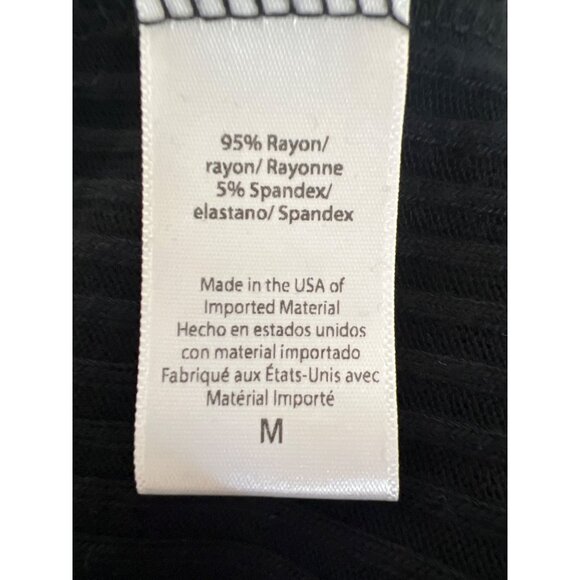 95% Rayon/
rayon/ Rayonne
5% Spandex/
elastano/ Spandex
Made in the USA of
Imported Material
Hecho en estados unidos
con material importado
Fabriqué aux États-Unis avec
Matérial Importé
M